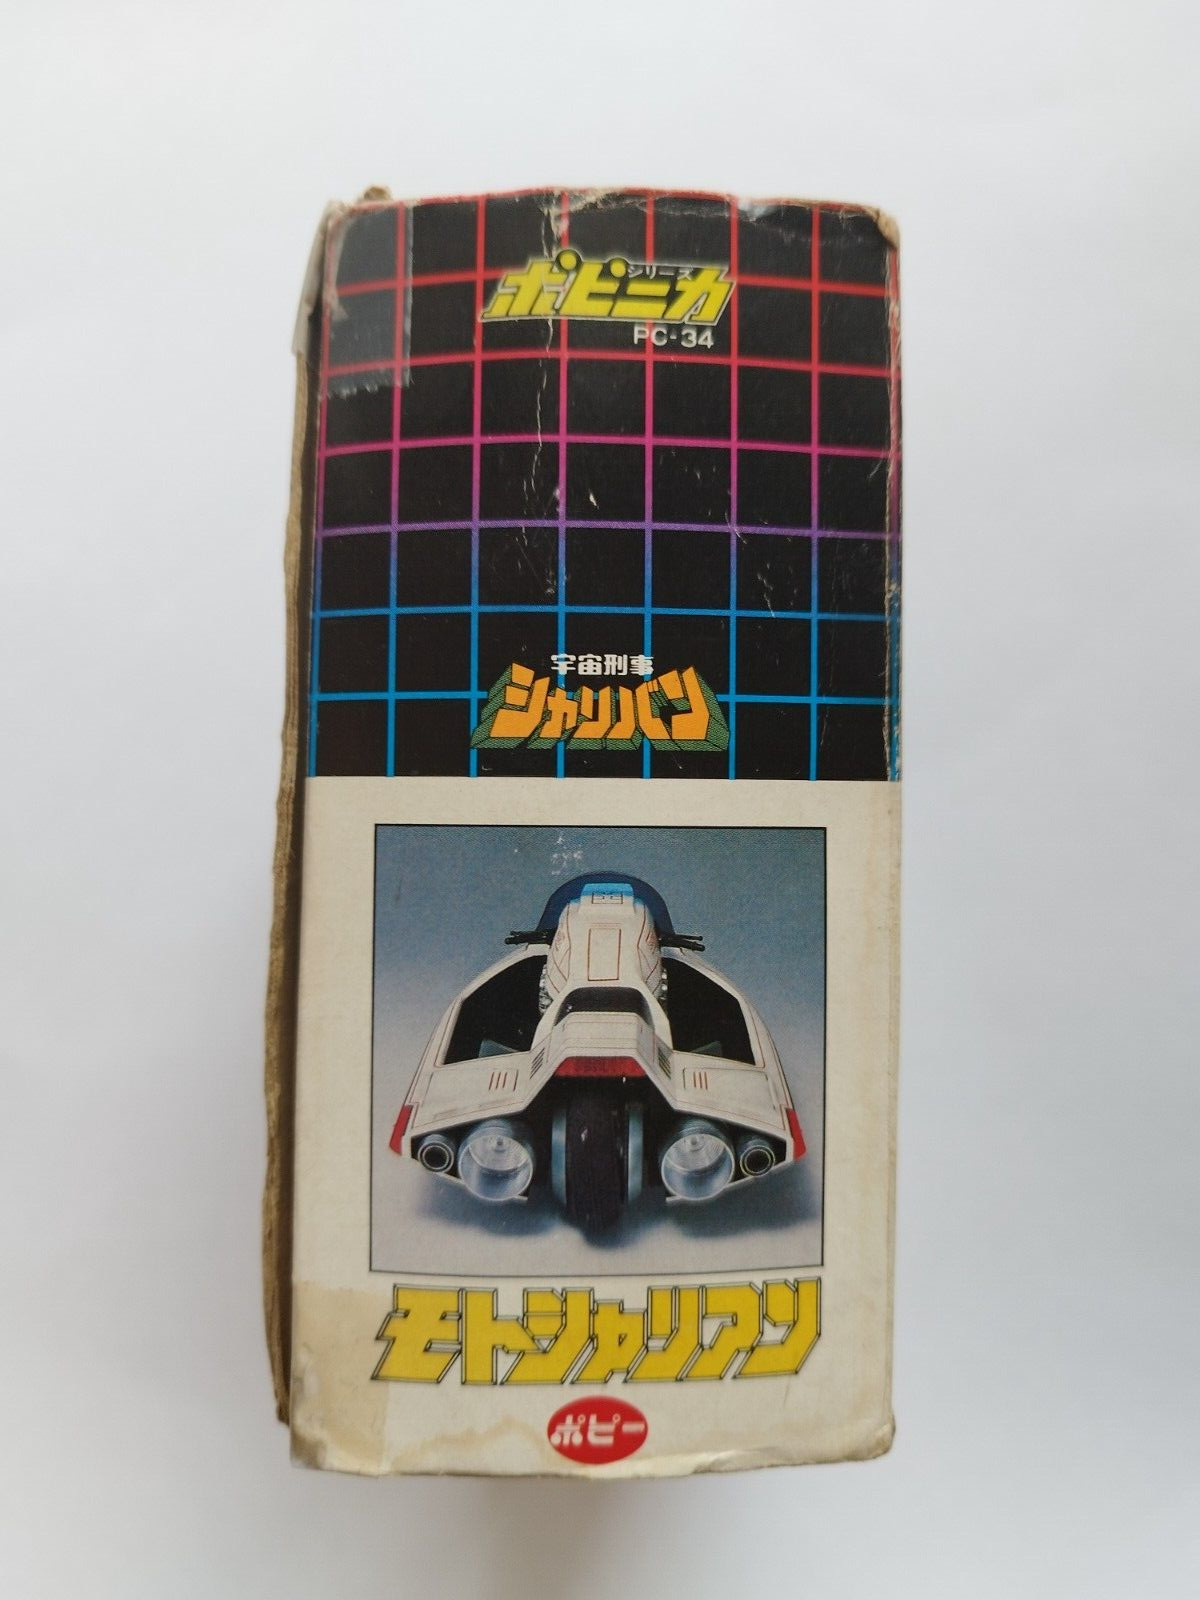 ポピニカ
シリーズ
PC-34
宇宙刑事
シャリバン
モトシャリアン
ポピー